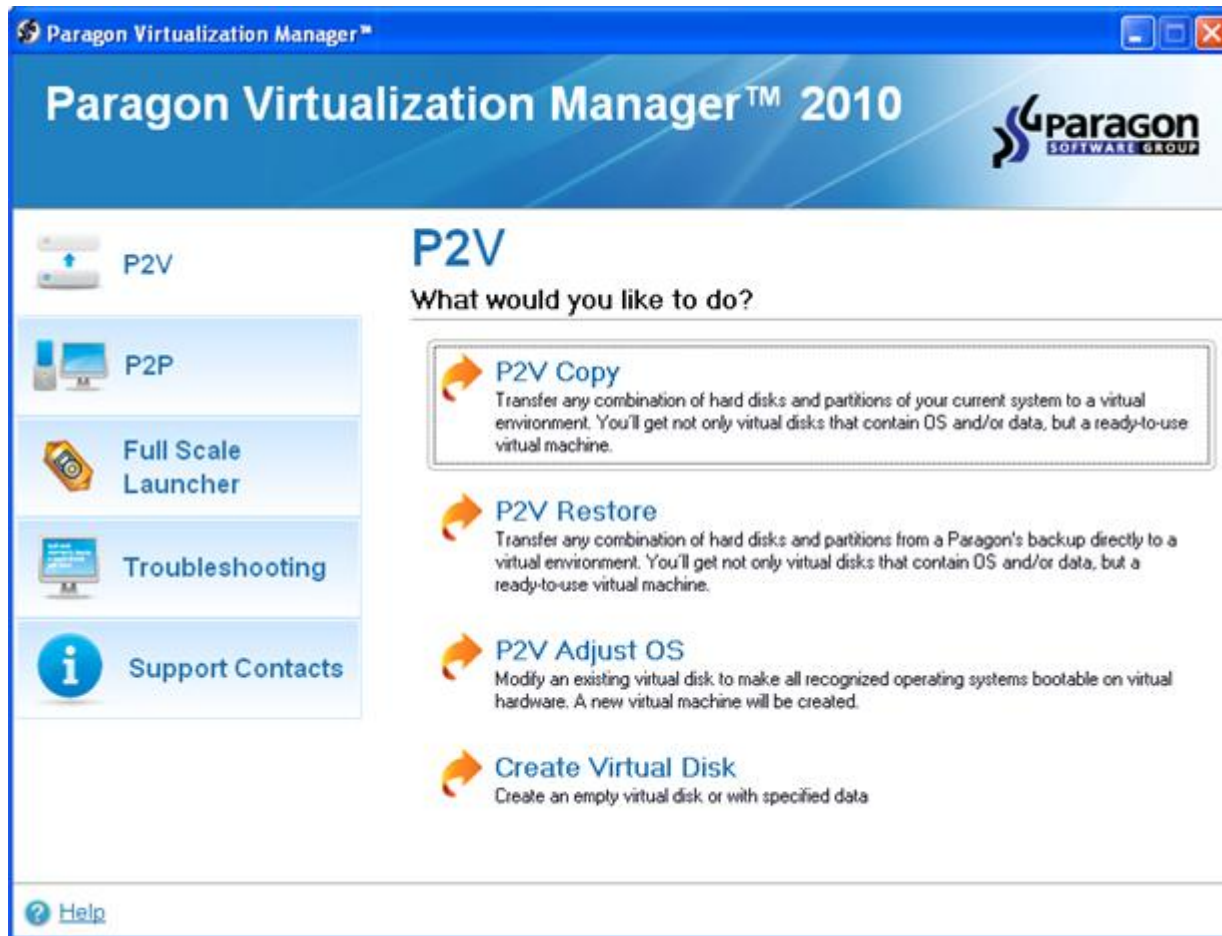 Paragon Virtualization Manager™
Paragon Virtualization Manager™ 2010
Paragon
SOFTWARE GROUP
P2V
P2P
Full Scale
Launcher
Troubleshooting
Support Contacts
P2V
What would you like to do?
P2V Copy
Transfer any combination of hard disks and partitions of your current system to a virtual
environment. You'll get not only virtual disks that contain OS and/or data, but a ready-to-use
virtual machine.
P2V Restore
Transfer any combination of hard disks and partitions from a Paragon's backup directly to a
virtual environment. You'll get not only virtual disks that contain OS and/or data, but a
ready-to-use virtual machine.
P2V Adjust OS
Modify an existing virtual disk to make all recognized operating systems bootable on virtual
hardware. A new virtual machine will be created.
Create Virtual Disk
Create an empty virtual disk or with specified data
Help